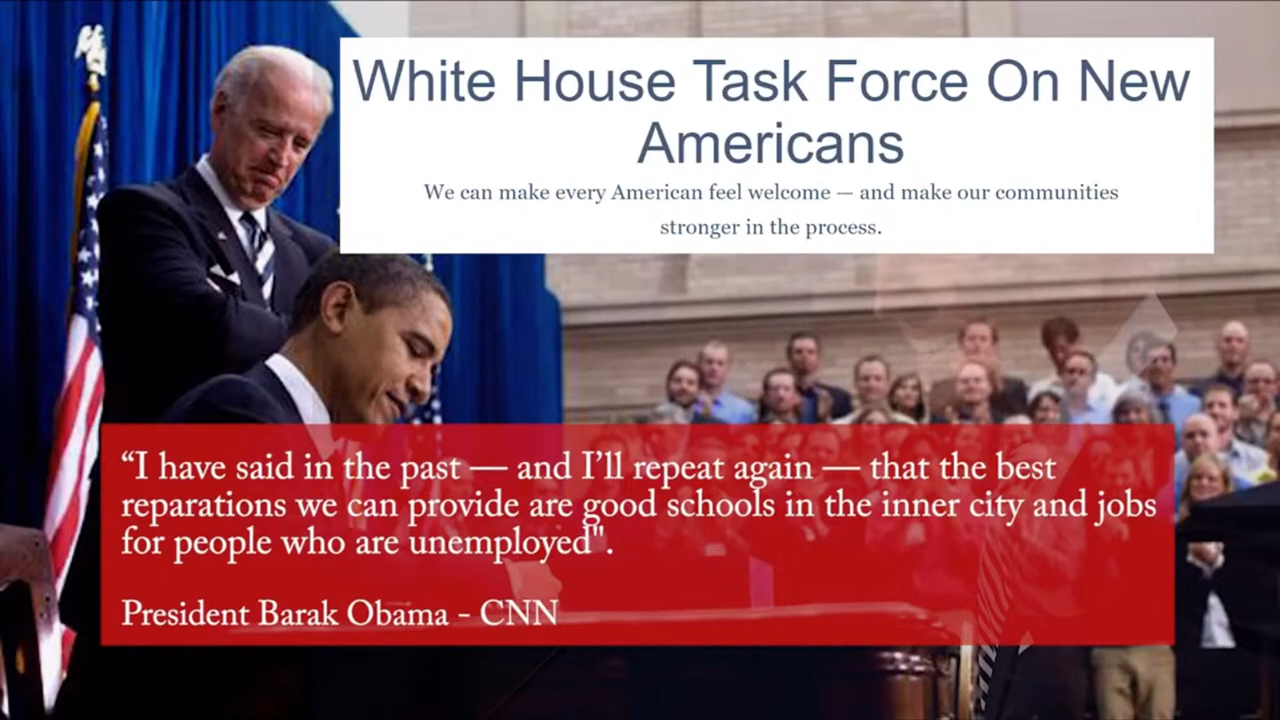 White House Task Force On New
Americans
We can make every American feel welcome — and make our communities
stronger in the process.
“I have said in the past — and I’ll repeat again — that the best
reparations we can provide are good schools in the inner city and jobs
for people who are unemployed".
President Barak Obama - CNN